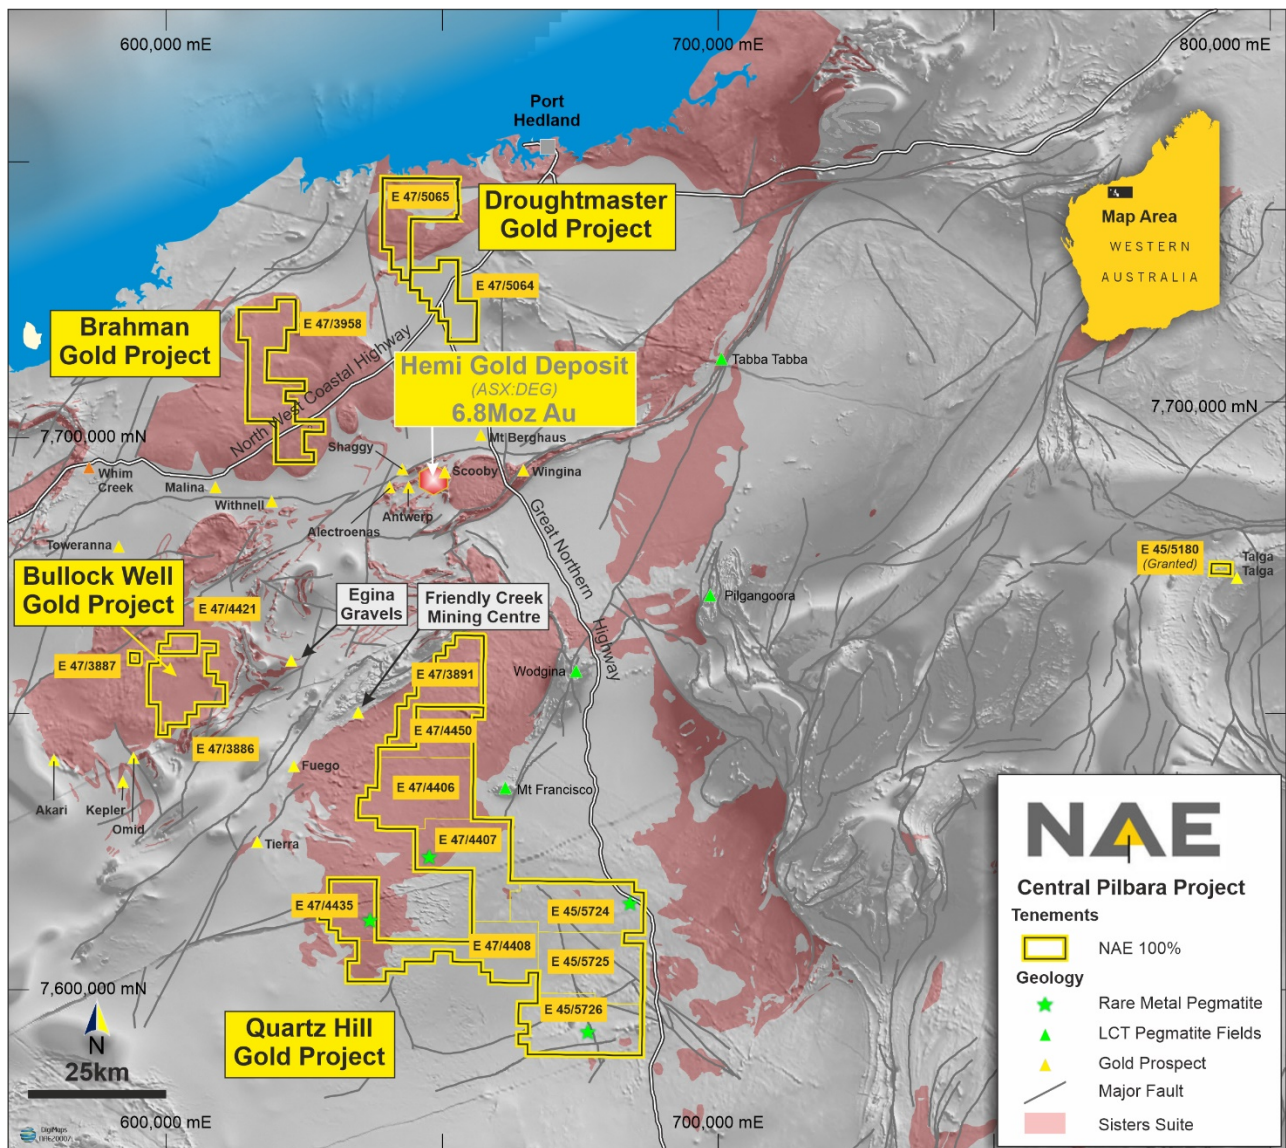 600,000 mE
700,000 mE
800,000 mE
Port
Hedland
E 47/5065
Droughtmaster
Gold Project
Map Area
WESTERN
AUSTRALIA
E 47/5064
Brahman
Gold Project
E 47/3958
North West Coastal Highway
Hemi Gold Deposit
(ASX:DEG)
6.8Moz Au
Tabba Tabba
7,700,000 mN
7,700,000 mN
Mt Berghaus
Shaggy
Scooby
Wingina
Whim
Creek
Malina
Withnell
Antwerp
Alectroenas
Great Northern Highway
Toweranna
E 45/5180
(Granted)
Talga
Talga
Bullock Well
Gold Project
Egina
Gravels
Friendly Creek
Mining Centre
Pilgangoora
E 47/4421
E 47/3887
E 47/3891
Wodgina
E 47/4450
E 47/3886
Fuego
E 47/4406
Mt Francisco
Akari
Kepler
Omid
Tierra
E 47/4407
E 47/4435
E 45/5724
E 47/4408
E 45/5725
E 45/5726
7,600,000 mN
Quartz Hill
Gold Project
N
25km
600,000 mE
700,000 mE
NAE
Central Pilbara Project
Tenements
NAE 100%
Geology
Rare Metal Pegmatite
LCT Pegmatite Fields
Gold Prospect
Major Fault
Sisters Suite
DigiMaps